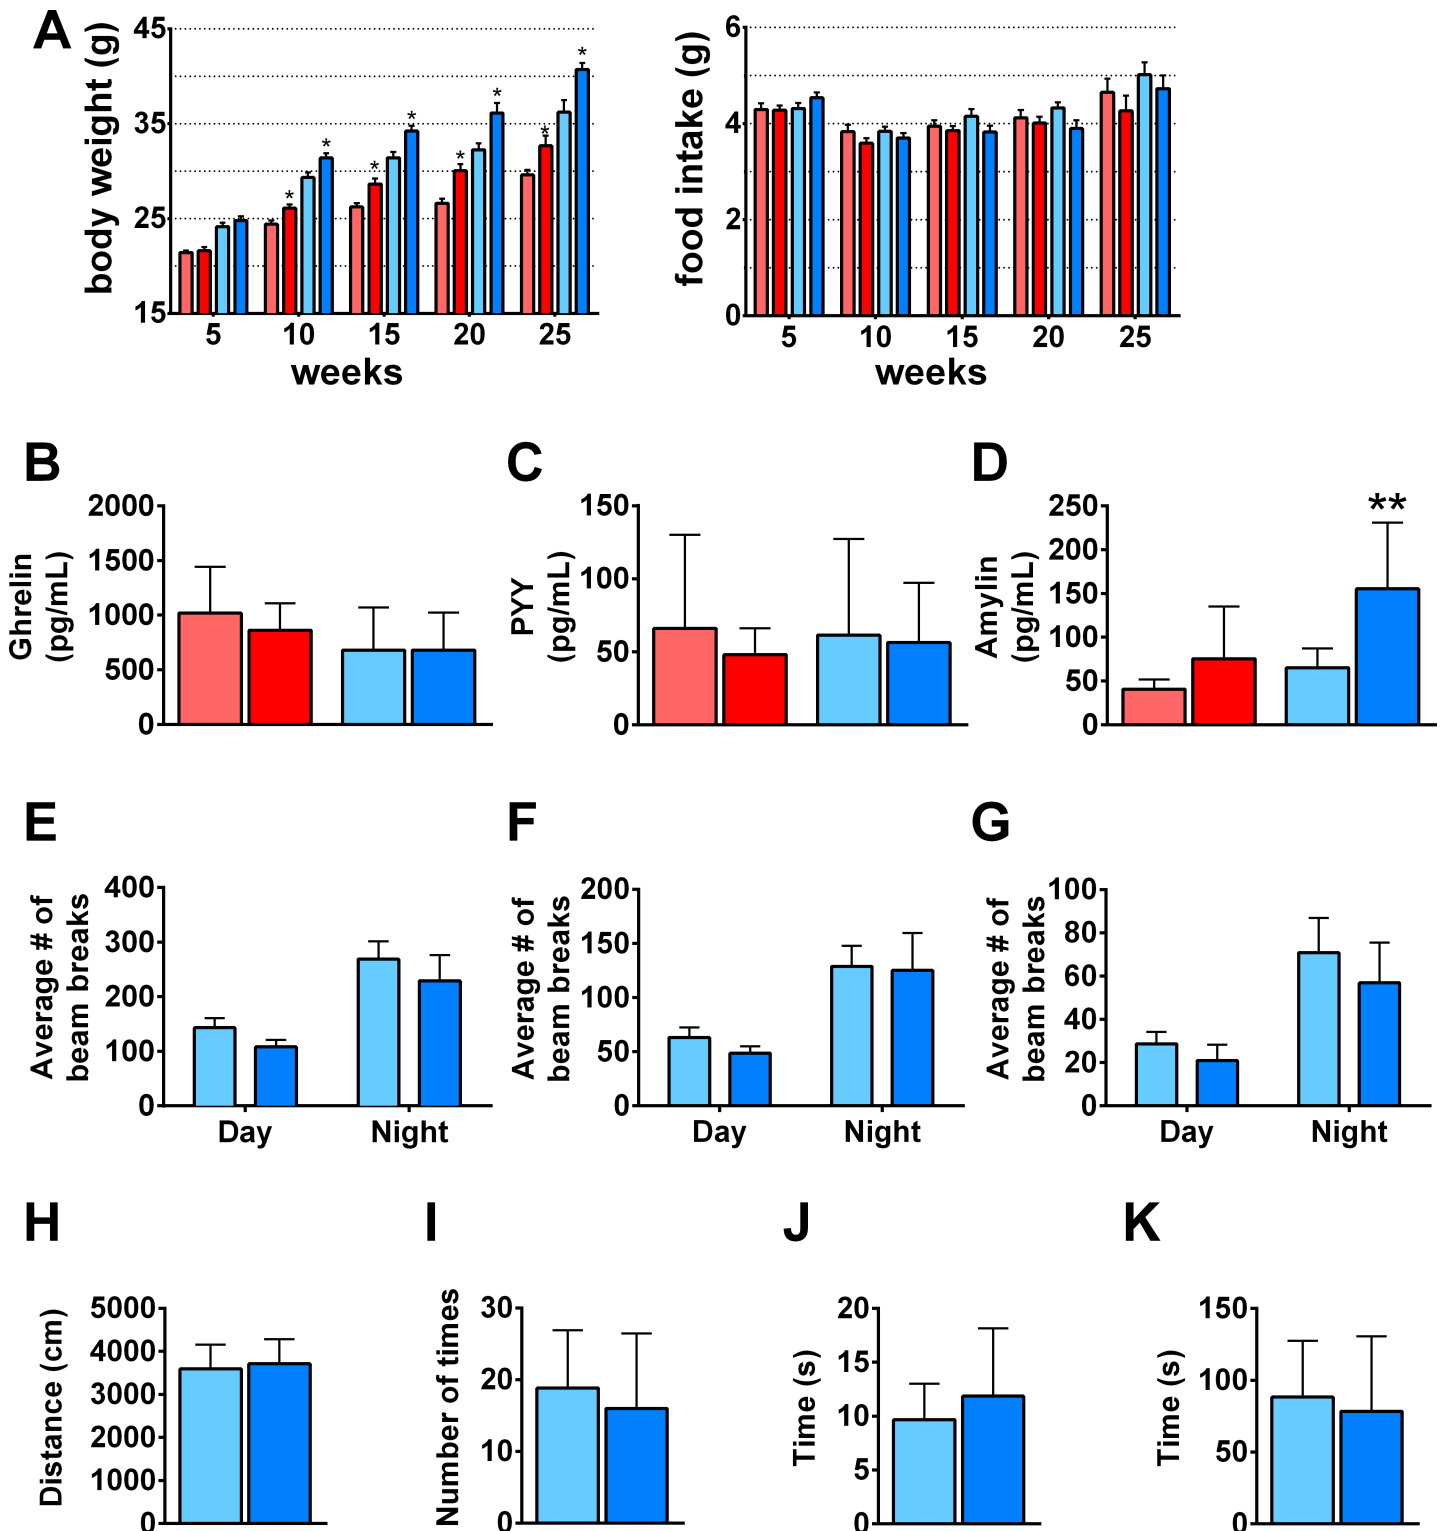 A
body weight (g)
45
35
25
15
* * * * * * * *
5 10 15 20 25
weeks
food intake (g)
6
4
2
0
5 10 15 20 25
weeks
B
Ghrelin
(pg/mL)
2000
1500
1000
500
0
C
PYY
(pg/mL)
150
100
50
0
D
Amylin
(pg/mL)
250
200
150
100
50
0
**
E
Average # of
beam breaks
400
300
200
100
0
Day Night
F
Average # of
beam breaks
200
150
100
50
0
Day Night
G
Average # of
beam breaks
100
80
60
40
20
0
Day Night
H
Distance (cm)
5000
4000
3000
2000
1000
0
I
Number of times
30
20
10
0
J
Time (s)
20
15
10
5
0
K
Time (s)
150
100
50
0